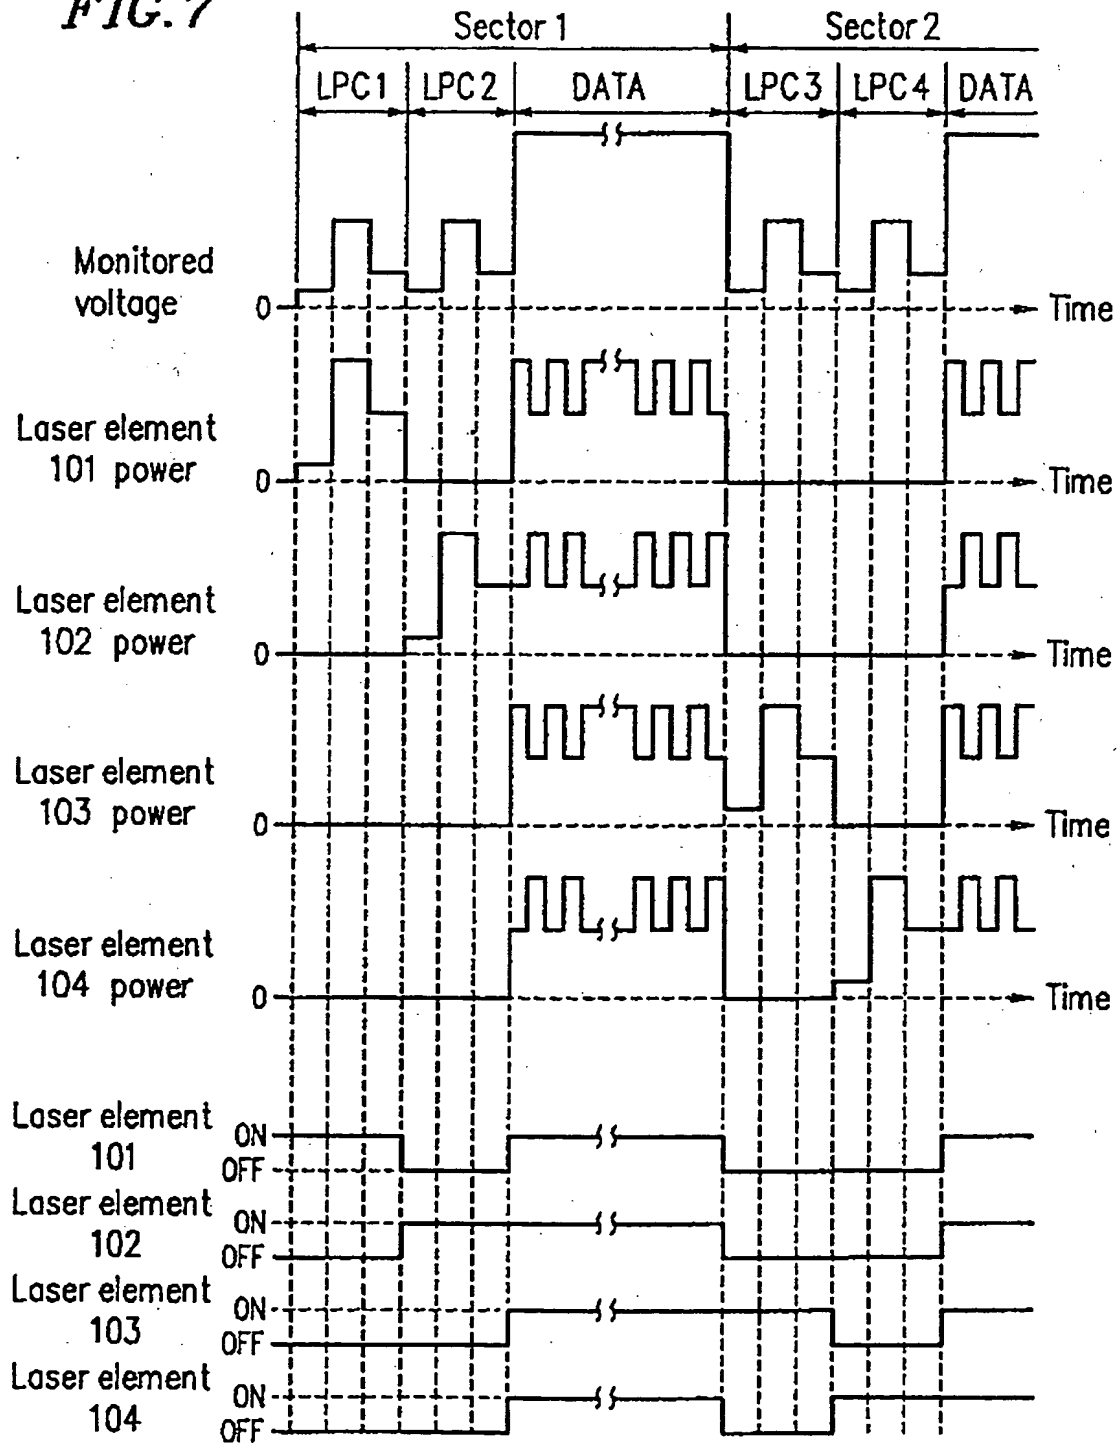 FIG. 7
Sector 1 Sector 2
LPC1 LPC2 DATA LPC3 LPC4 DATA
Monitored
voltage
0 Time
Laser element
101 power
0 Time
Laser element
102 power
0 Time
Laser element
103 power
0 Time
Laser element
104 power
0 Time
Laser element
101
ON
OFF
Laser element
102
ON
OFF
Laser element
103
ON
OFF
Laser element
104
ON
OFF